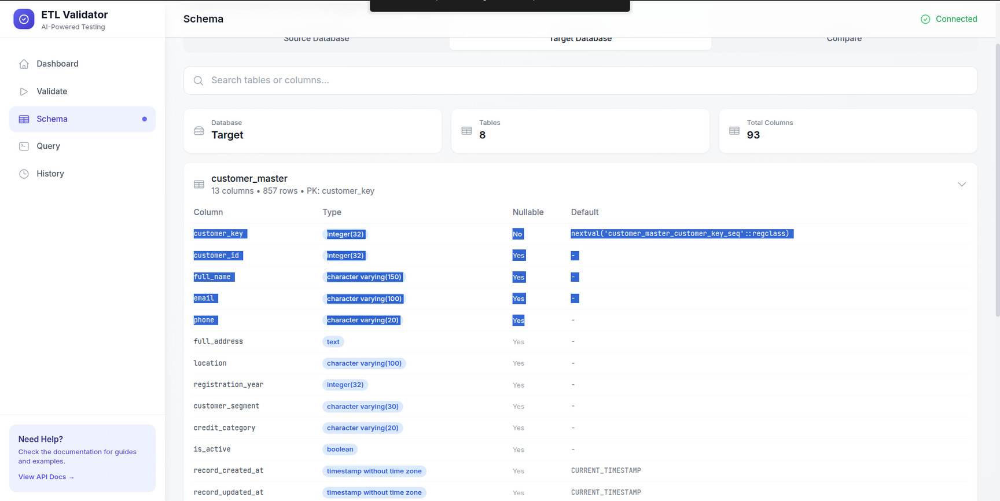 ETL Validator
AI-Powered Testing
Dashboard
Validate
Schema
Query
History
Need Help?
Check the documentation for guides
and examples.
View API Docs →
Schema
Connected
Source Database Target Database Compare
Search tables or columns...
Database
Target
Tables
8
Total Columns
93
customer_master
13 columns • 857 rows • PK: customer_key
Column Type Nullable Default
customer_key integer(32) No nextval('customer_master_customer_key_seq'::regclass)
customer_id integer(32) Yes -
full_name character varying(150) Yes -
email character varying(100) Yes -
phone character varying(20) Yes -
full_address text Yes -
location character varying(100) Yes -
registration_year integer(32) Yes -
customer_segment character varying(30) Yes -
credit_category character varying(20) Yes -
is_active boolean Yes -
record_created_at timestamp without time zone Yes CURRENT_TIMESTAMP
record_updated_at timestamp without time zone Yes CURRENT_TIMESTAMP